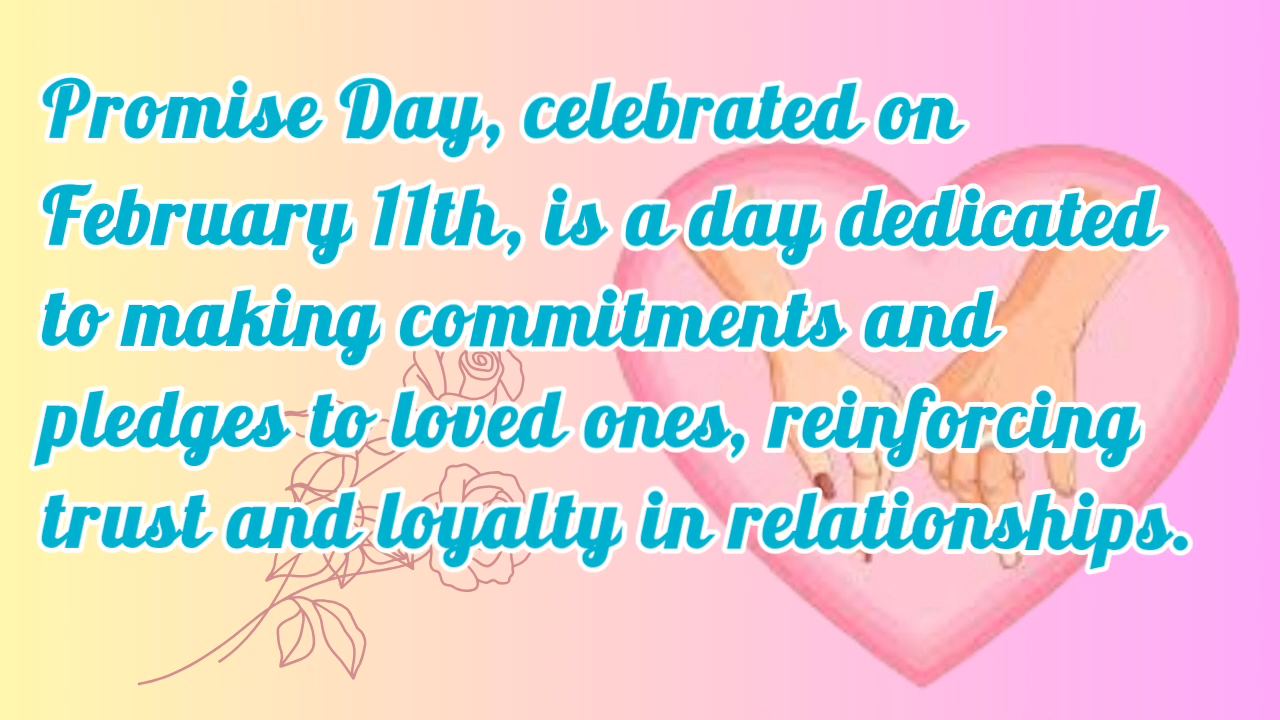 Promise Day, celebrated on
February 11th, is a day dedicated
to making commitments and
pledges to loved ones, reinforcing
trust and loyalty in relationships.